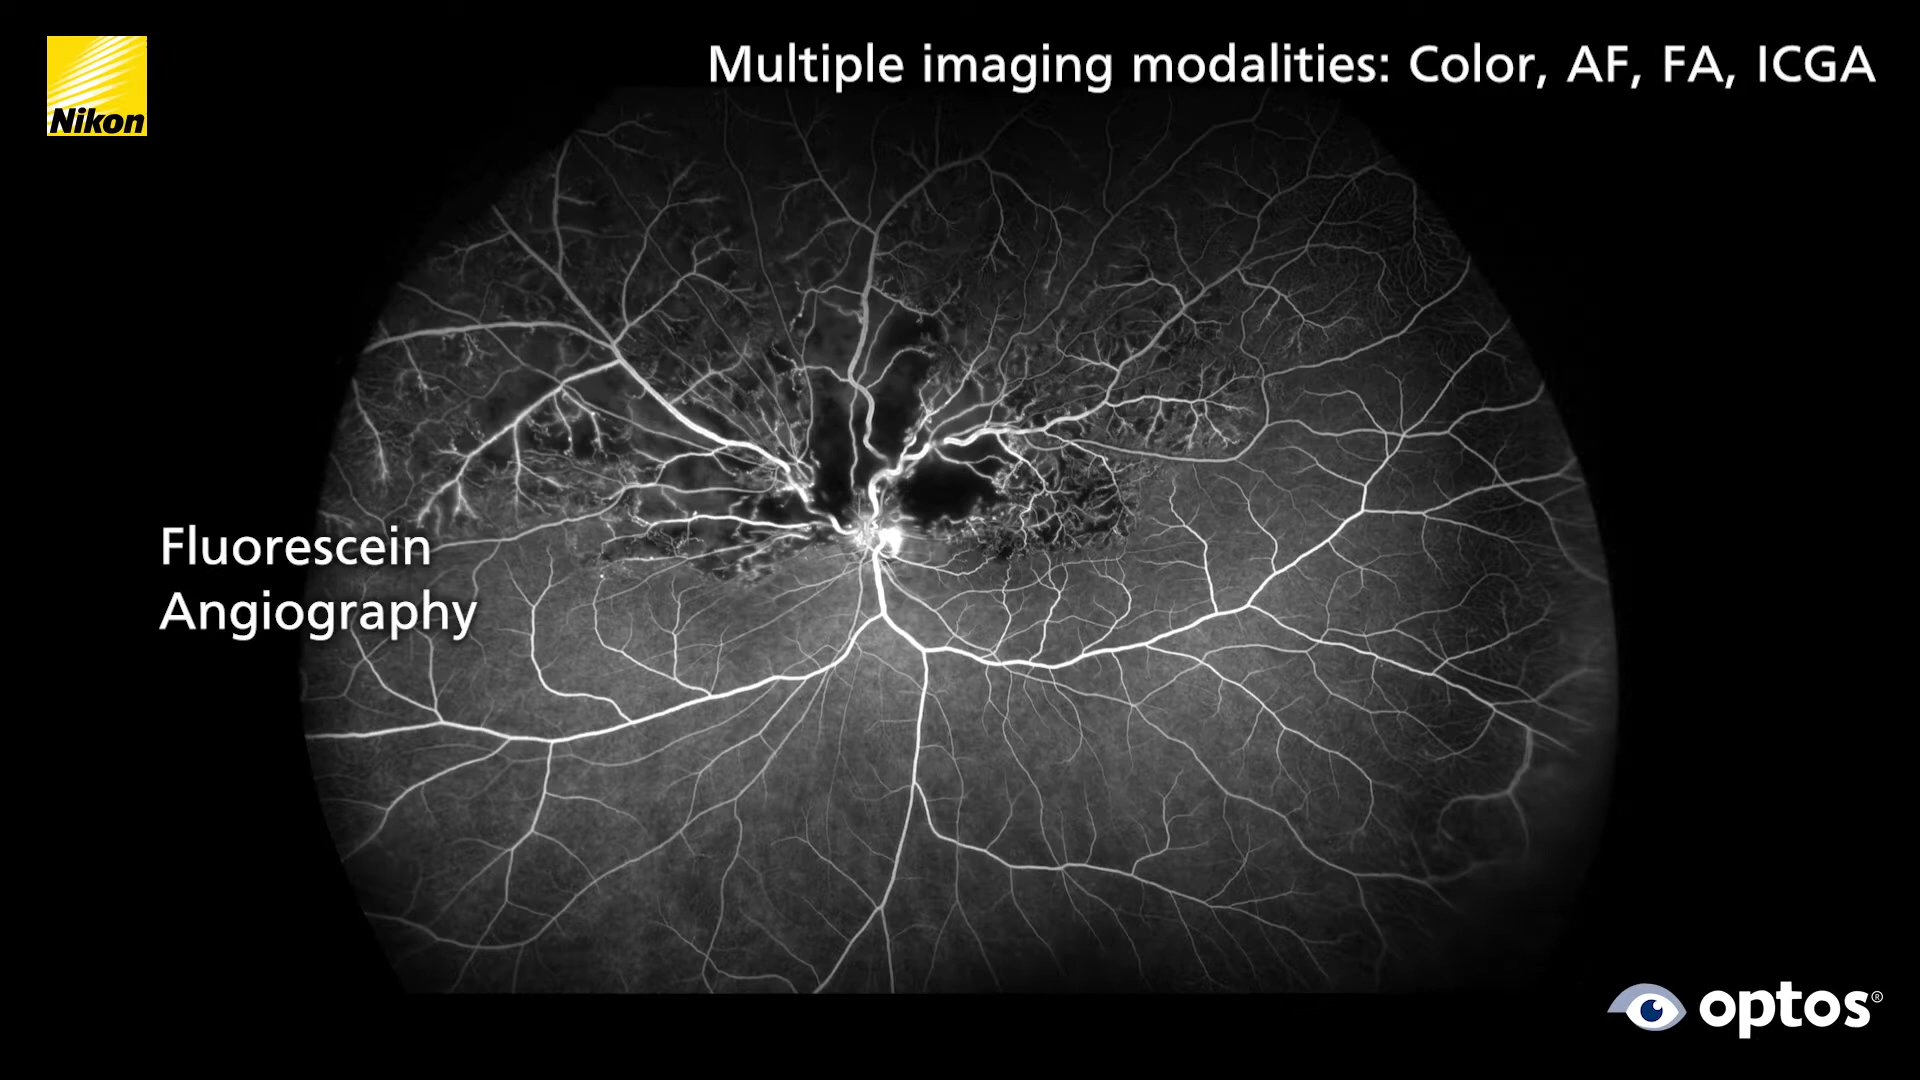 Nikon
Multiple imaging modalities: Color, AF, FA, ICGA
Fluorescein
Angiography
optos®